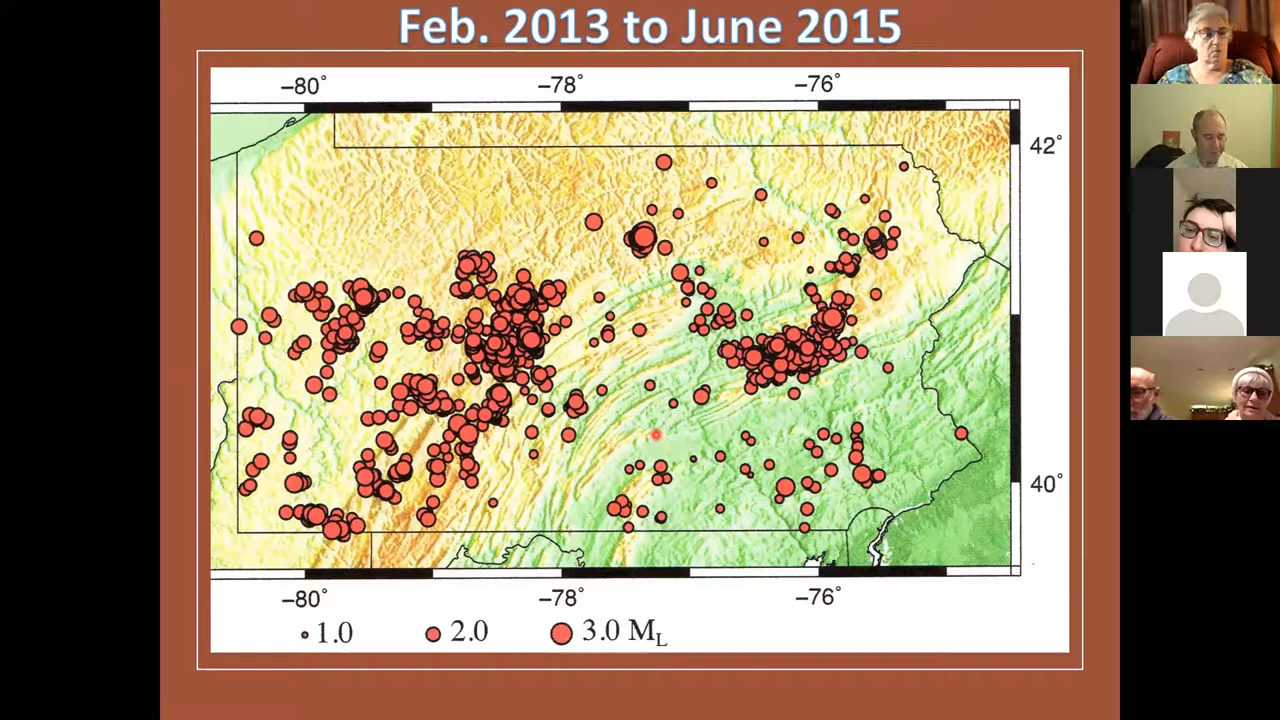 Feb. 2013 to June 2015
−80° −78° −76°
42°
40°
−80° −78° −76°
1.0 2.0 3.0 ML